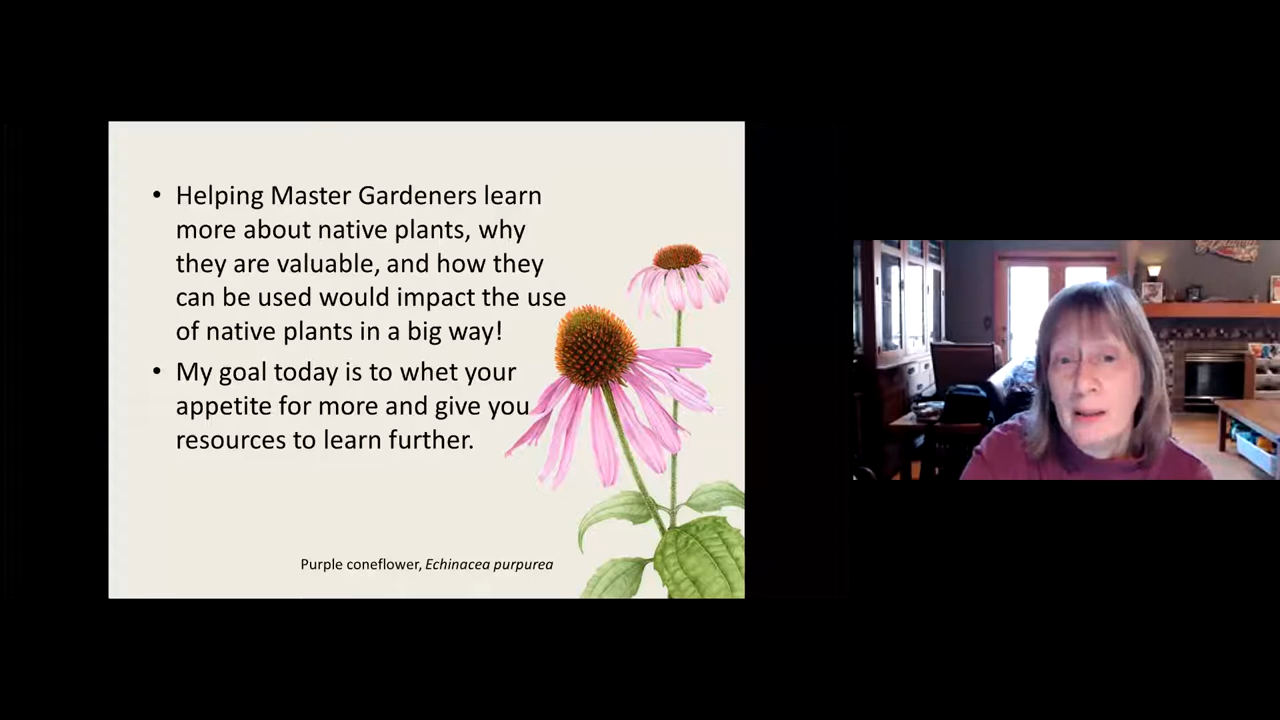 • Helping Master Gardeners learn
more about native plants, why
they are valuable, and how they
can be used would impact the use
of native plants in a big way!
• My goal today is to whet your
appetite for more and give you
resources to learn further.
Purple coneflower, Echinacea purpurea